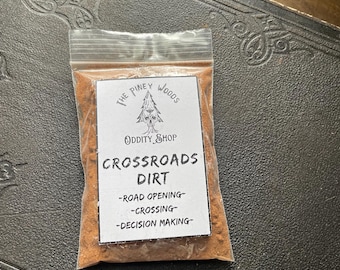 The Piney Woods
Oddity Shop
CROSSROADS
DIRT
-ROAD OPENING-
-CROSSING-
-DECISION MAKING-